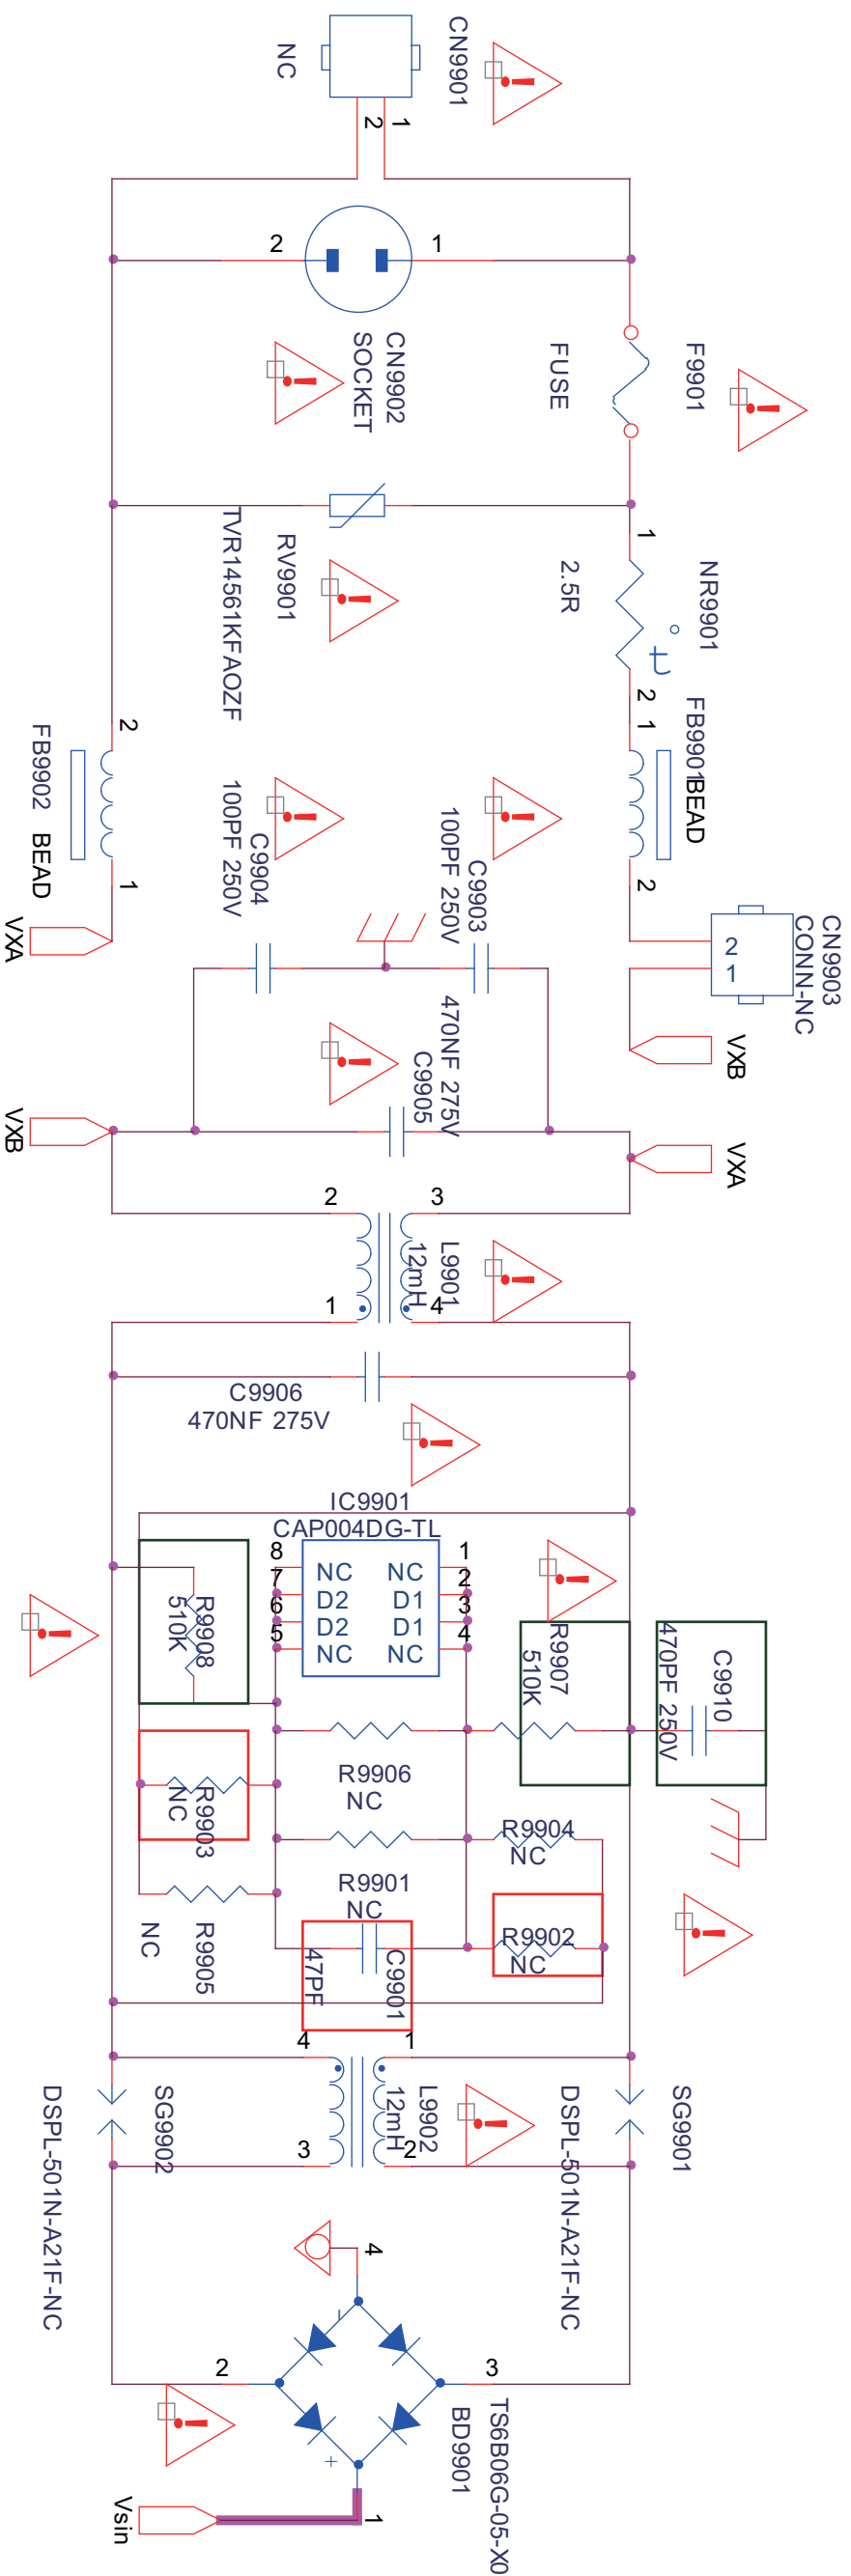 CN9901
NC
1
2
2
1
CN9902
SOCKET
F9901
FUSE
RV9901
TVR14561KFAOZF
1
NR9901
2.5R
t
2
1
FB9901
BEAD
2
2
FB9902
BEAD
1
VXA
C9904
100PF 250V
C9903
100PF 250V
CN9903
CONN-NC
2
1
VXB
470NF 275V
C9905
VXB
VXA
2
3
L9901
12mH
1
4
C9906
470NF 275V
IC9901
CAP004DG-TL
8
7
6
5
NC
D2
D2
NC
NC
D1
D1
NC
1
2
3
4
R9908
510K
R9907
510K
C9910
470PF 250V
R9906
NC
R9903
NC
R9904
NC
R9901
NC
R9905
NC
R9902
NC
C9901
47PF
4
1
L9902
12mH
3
2
SG9902
DSPL-501N-A21F-NC
SG9901
DSPL-501N-A21F-NC
4
-
2
3
+
TS6B06G-05-X0
BD9901
1
Vsin